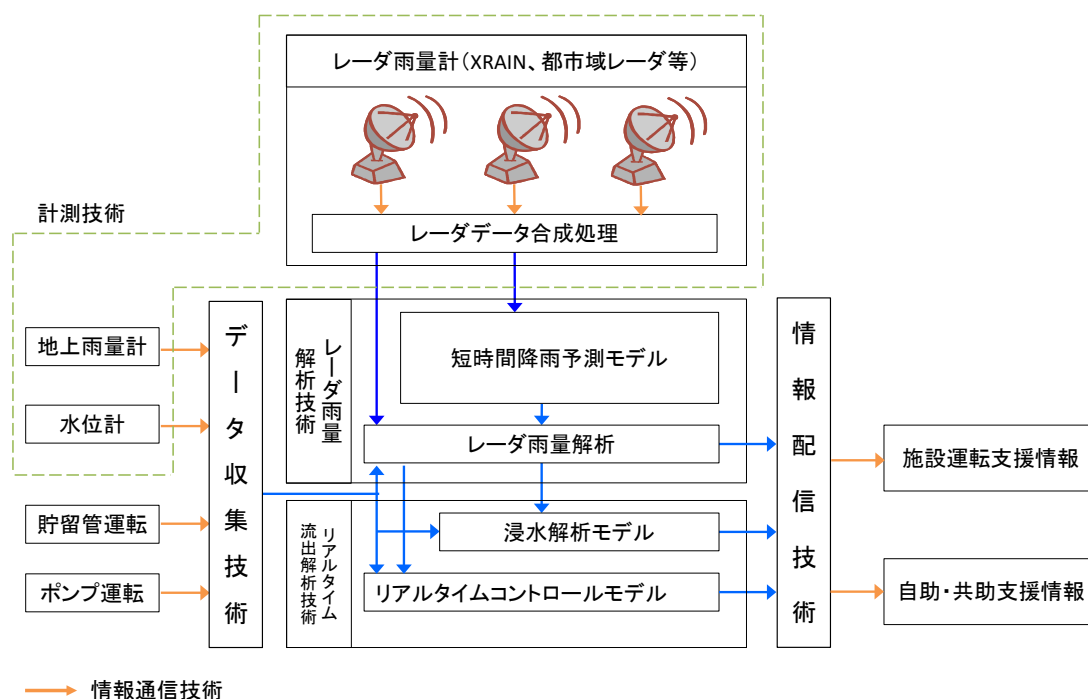 レーダ雨量計（XRAIN、都市域レーダ等）
レーダデータ合成処理
計測技術
地上雨量計
水位計
貯留管運転
ポンプ運転
データ収集技術
レーダ雨量
解析技術
短時間降雨予測モデル
レーダ雨量解析
リアルタイム
流出解析技術
浸水解析モデル
リアルタイムコントロールモデル
情報配信技術
施設運転支援情報
自助・共助支援情報
情報通信技術